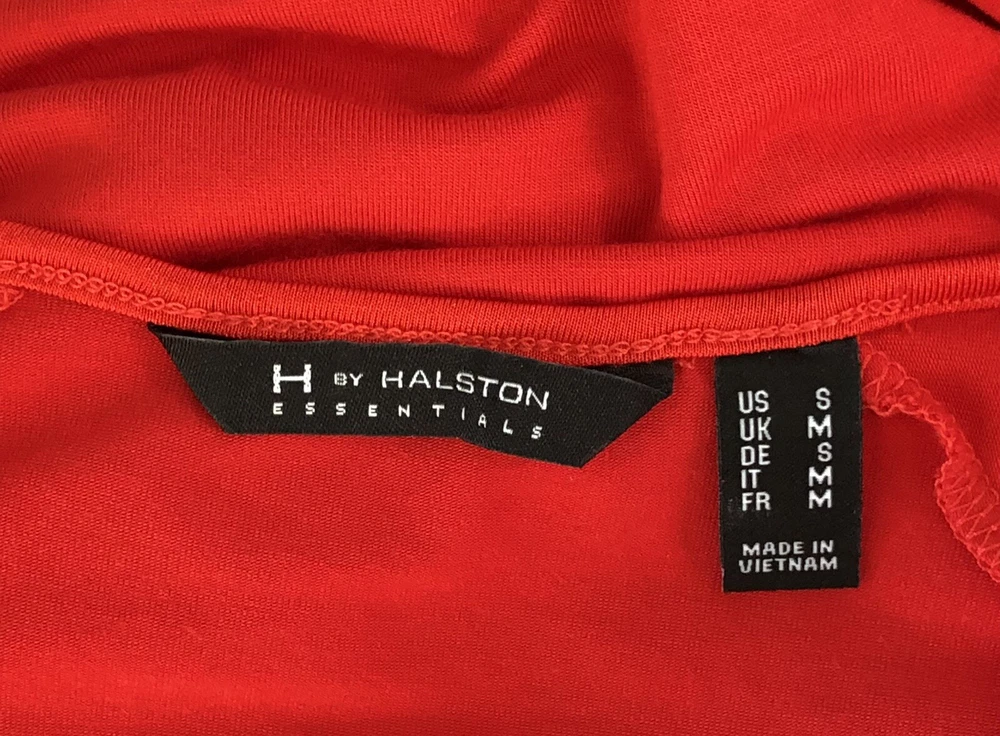 H BY HALSTON
ESSENTIALS
US S
UK M
DE S
IT M
FR M
MADE IN
VIETNAM